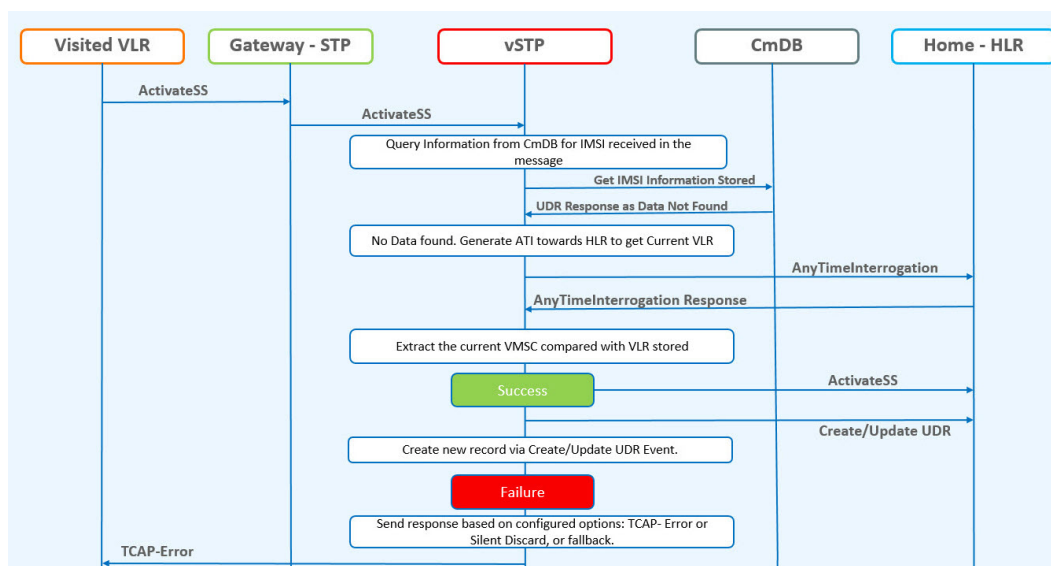 Visited VLR
Gateway - STP
vSTP
CmDB
Home - HLR
ActivateSS
ActivateSS
Query Information from CmDB for IMSI received in the
message
Get IMSI Information Stored
UDR Response as Data Not Found
No Data found. Generate ATI towards HLR to get Current VLR
AnyTimeInterrogation
AnyTimeInterrogation Response
Extract the current VMSC compared with VLR stored
Success
ActivateSS
Create/Update UDR
Create new record via Create/Update UDR Event.
Failure
Send response based on configured options: TCAP- Error or
Silent Discard, or fallback.
TCAP-Error